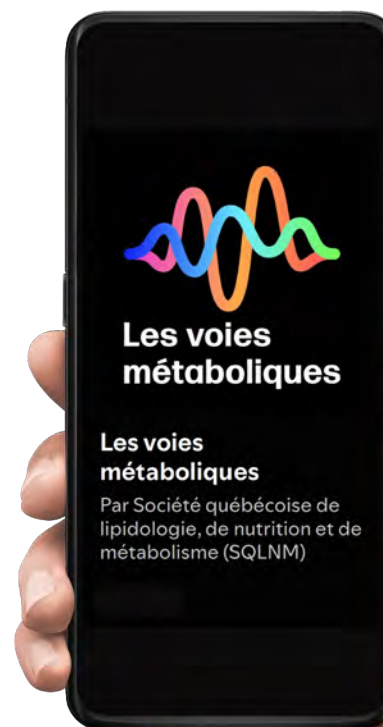 Les voies
métaboliques
Les voies
métaboliques
Par Société québécoise de
lipidologie, de nutrition et de
métabolisme (SQLNM)